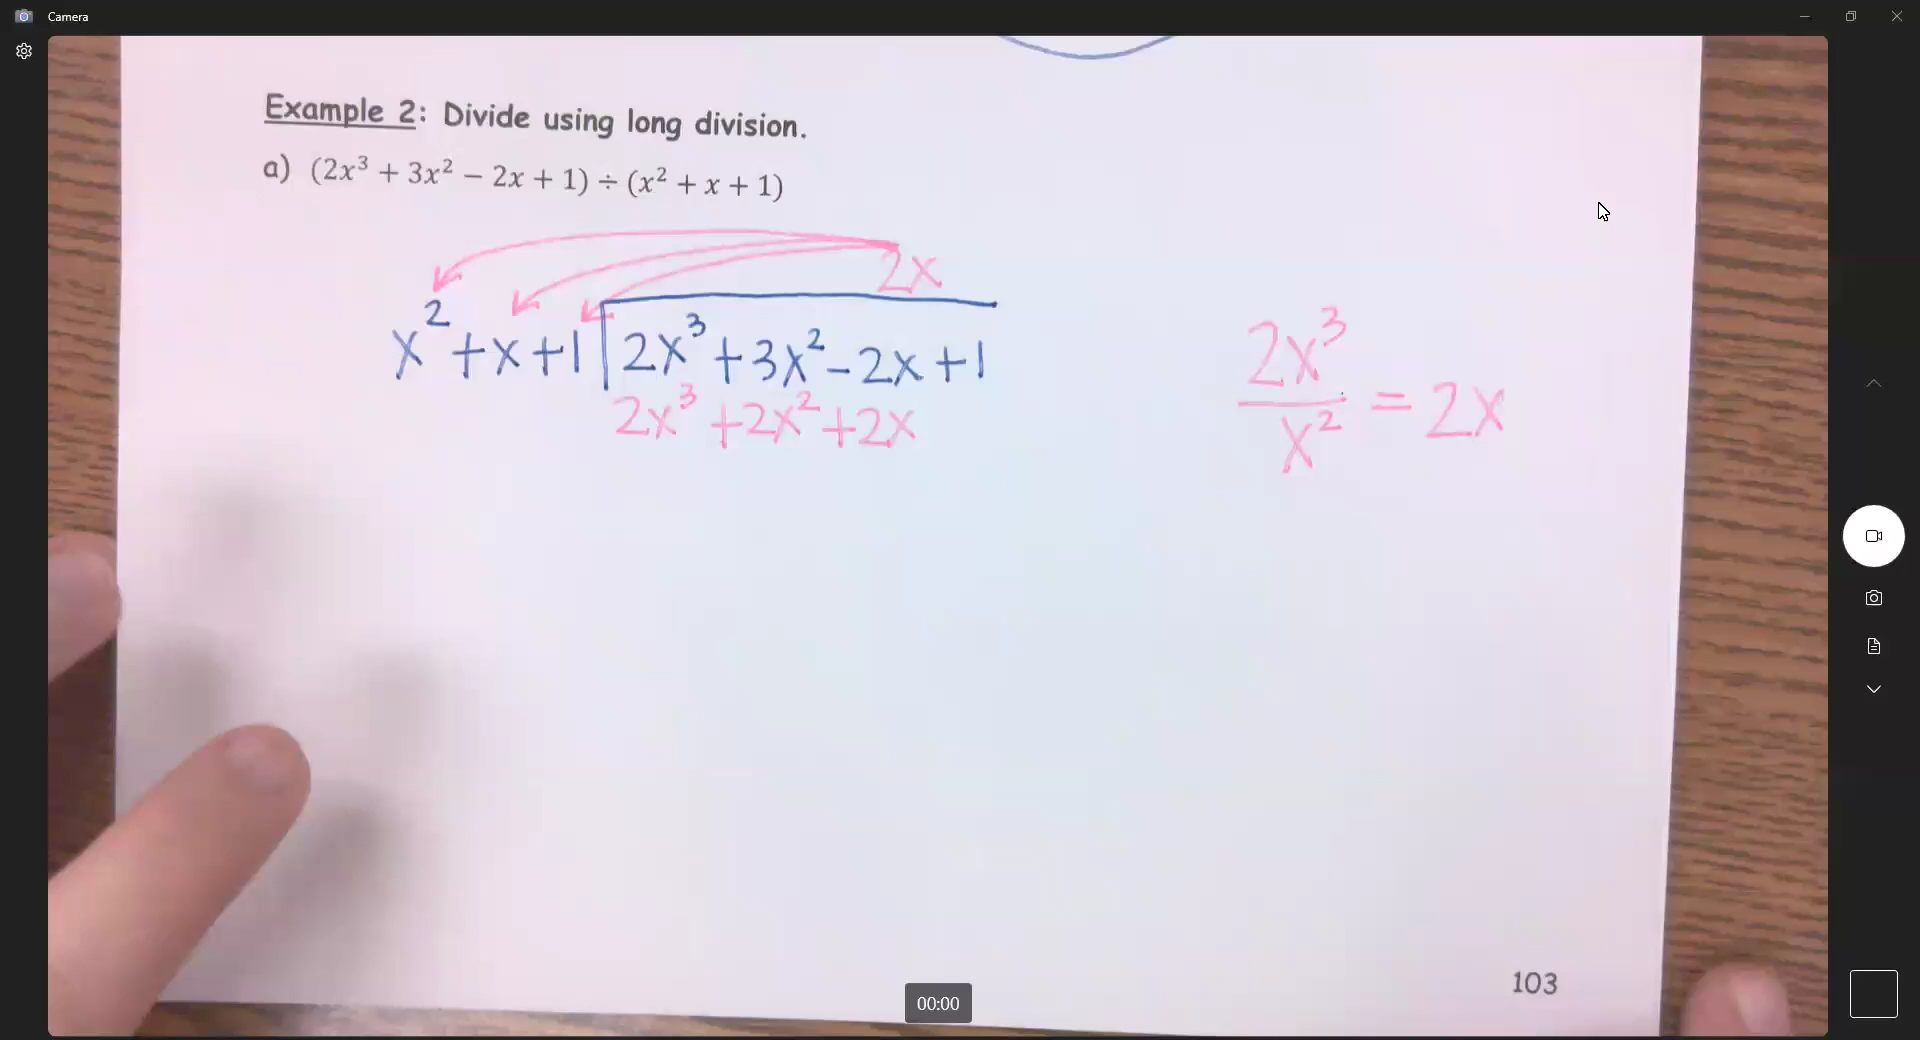 Camera
Example 2: Divide using long division.
a) (2x³ + 3x² − 2x + 1) ÷ (x² + x + 1)
2x
x² + x + 1 2x³ + 3x² - 2x + 1
2x³ + 2x² + 2x
2x³
x² = 2x
103
00:00